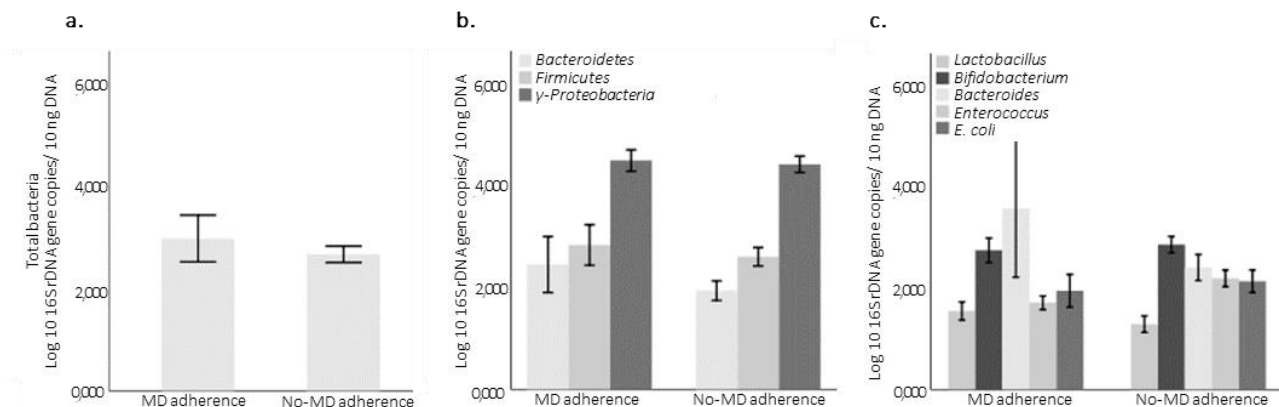 a.
Total bacteria
Log 10 16SrDNA gene copies/ 10 ng DNA
6,000
4,000
2,000
0,000
MD adherence
No-MD adherence
b.
Log 10 16SrDNA gene copies/ 10 ng DNA
Bacteroidetes
Firmicutes
γ-Proteobacteria
6,000
4,000
2,000
0,000
MD adherence
No-MD adherence
c.
Log 10 16SrDNA gene copies/ 10 ng DNA
Lactobacillus
Bifidobacterium
Bacteroides
Enterococcus
E. coli
6,000
4,000
2,000
0,000
MD adherence
No-MD adherence